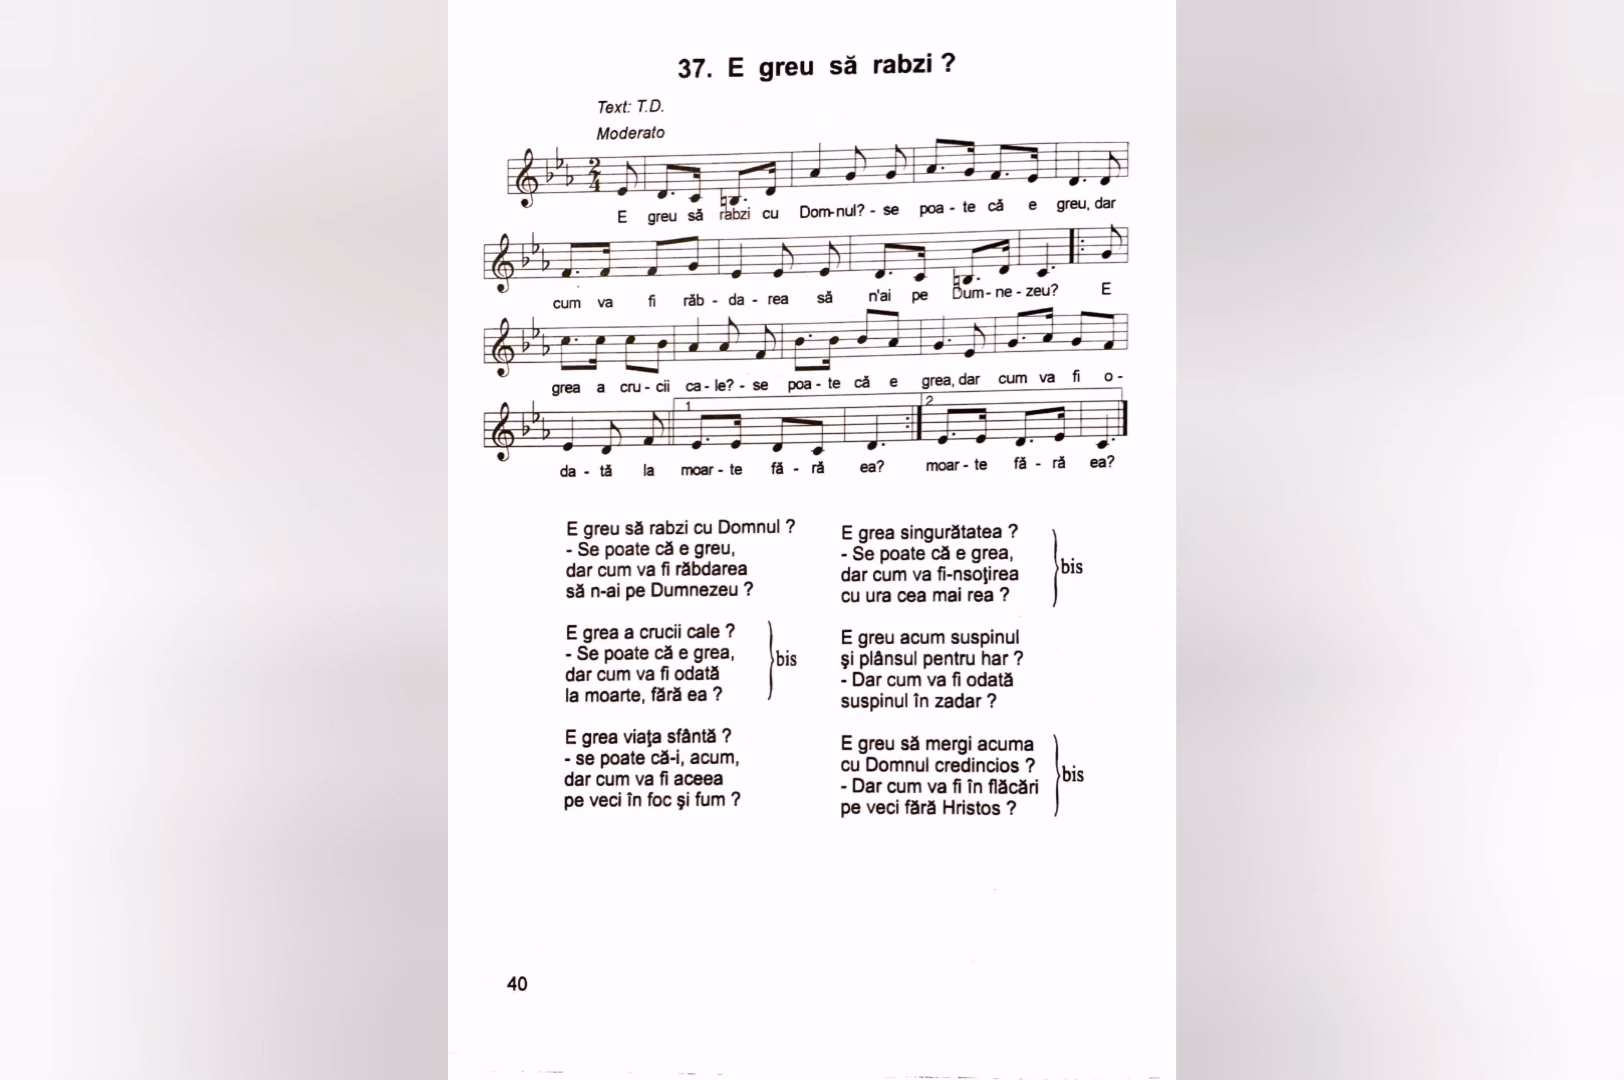 37. E greu să rabzi ?
Text: T.D.
Moderato
2
4
E greu să rabzi cu Dom-nul? - se poa - te că e greu, dar
cum va fi răb - da - rea să n'ai pe Dum - ne - zeu? E
grea a cru - cii ca - le? - se poa - te că e grea, dar cum va fi o -
1
2
da - tă la moar - te fă - ră ea? moar - te fă - ră ea?
E greu să rabzi cu Domnul ?
- Se poate că e greu,
dar cum va fi răbdarea
să n-ai pe Dumnezeu ?
E grea a crucii cale ?
- Se poate că e grea,
dar cum va fi odată
la moarte, fără ea ?
bis
E grea viaţa sfântă ?
- se poate că-i, acum,
dar cum va fi aceea
pe veci în foc şi fum ?
E grea singurătatea ?
- Se poate că e grea,
dar cum va fi-nsoţirea
cu ura cea mai rea ?
bis
E greu acum suspinul
şi plânsul pentru har ?
- Dar cum va fi odată
suspinul în zadar ?
E greu să mergi acuma
cu Domnul credincios ?
- Dar cum va fi în flăcări
pe veci fără Hristos ?
bis
40